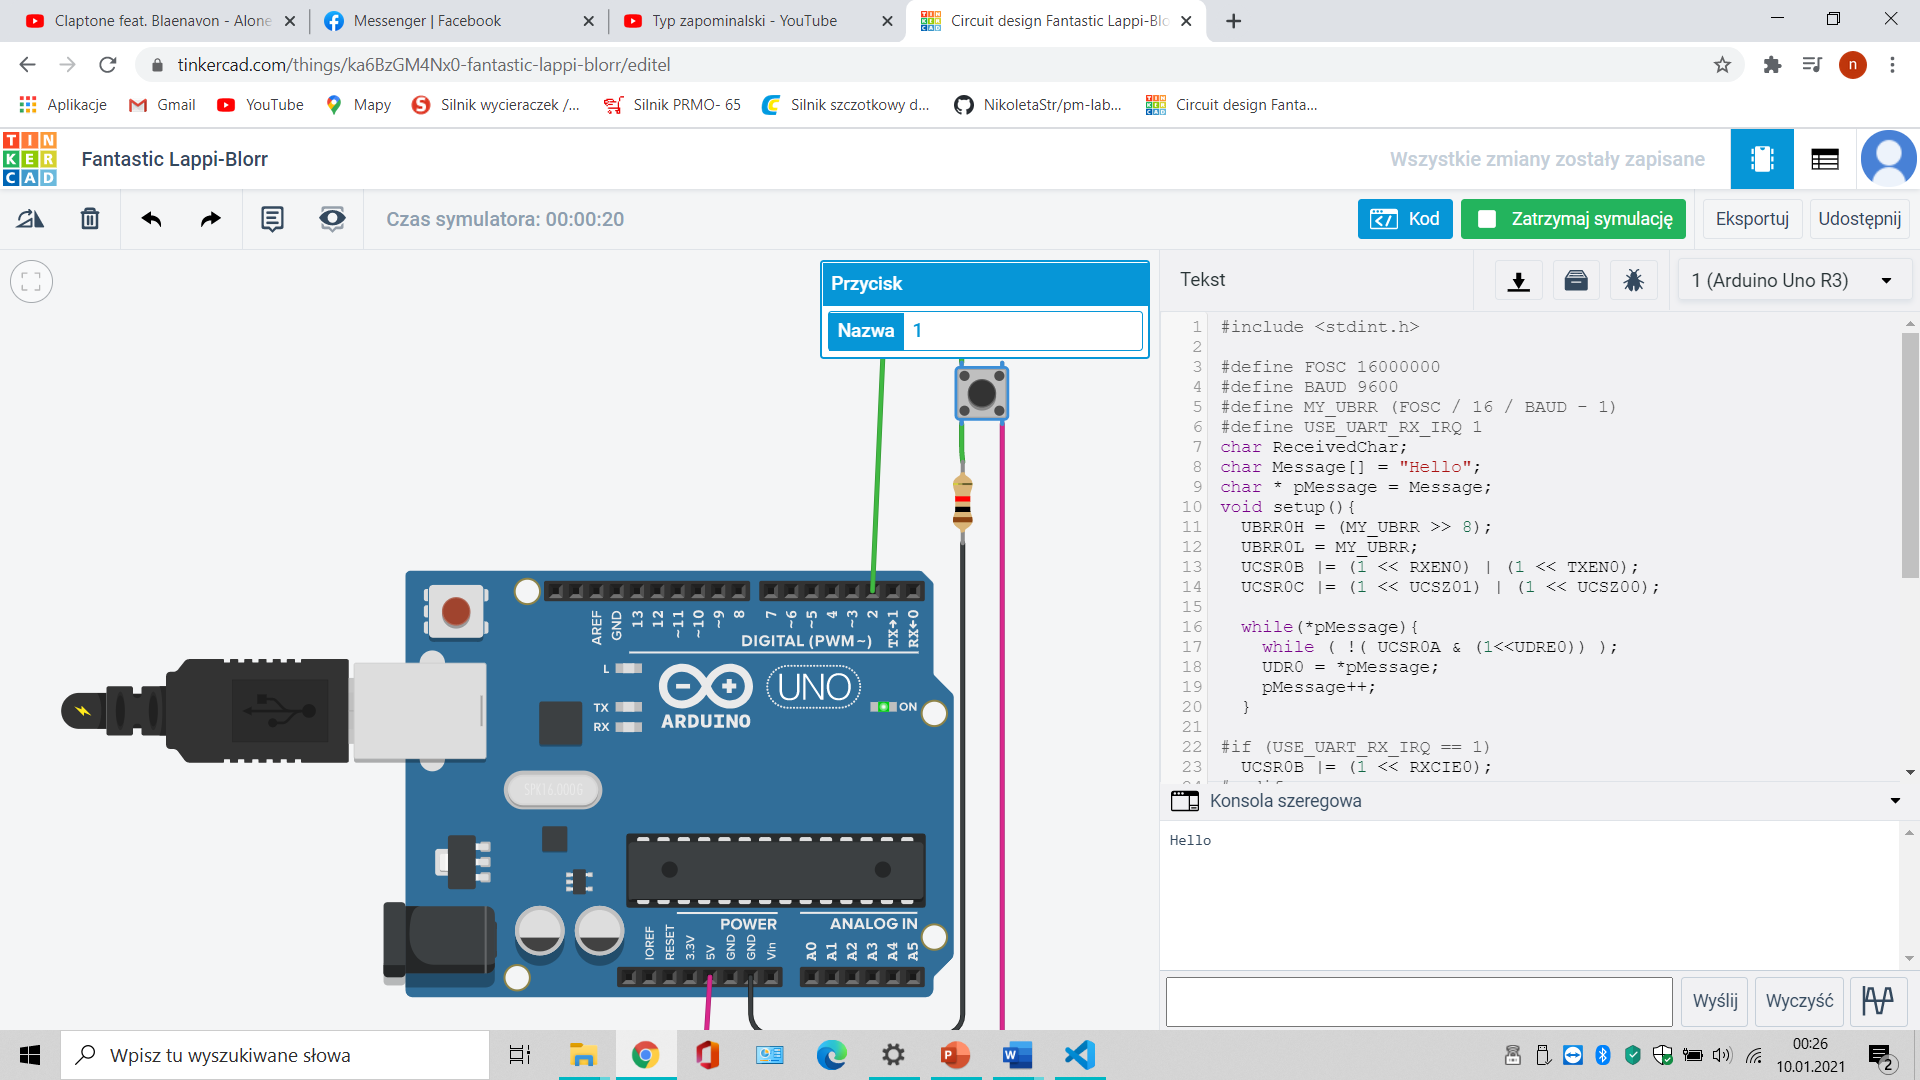 Claptone feat. Blaenavon - Alone
Messenger | Facebook
Typ zapominalski - YouTube
Circuit design Fantastic Lappi-Blo
tinkercad.com/things/ka6BzGM4Nx0-fantastic-lappi-blorr/editel
n
Aplikacje
Gmail
YouTube
Mapy
Silnik wycieraczek /...
Silnik PRMO- 65
Silnik szczotkowy d...
NikoletaStr/pm-lab...
Circuit design Fanta...
TIN
KER
CAD
Fantastic Lappi-Blorr
Wszystkie zmiany zostały zapisane
Czas symulatora: 00:00:20
Kod
Zatrzymaj symulację
Eksportuj
Udostępnij
Przycisk
Nazwa 1
Tekst
1 (Arduino Uno R3)
1 #include <stdint.h>
2
3 #define FOSC 16000000
4 #define BAUD 9600
5 #define MY_UBRR (FOSC / 16 / BAUD - 1)
6 #define USE_UART_RX_IRQ 1
7 char ReceivedChar;
8 char Message[] = "Hello";
9 char * pMessage = Message;
10 void setup(){
11 UBRR0H = (MY_UBRR >> 8);
12 UBRR0L = MY_UBRR;
13 UCSR0B |= (1 << RXEN0) | (1 << TXEN0);
14 UCSR0C |= (1 << UCSZ01) | (1 << UCSZ00);
15
16 while(*pMessage){
17 while ( !( UCSR0A & (1<<UDRE0)) );
18 UDR0 = *pMessage;
19 pMessage++;
20 }
21
22 #if (USE_UART_RX_IRQ == 1)
23 UCSR0B |= (1 << RXCIE0);
AREF
GND
13
12
~11
~10
~9
8
7
~6
~5
4
~3
2
TX→1
RX←0
DIGITAL (PWM~)
L
TX
RX
ARDUINO
UNO
ON
SPK16.000G
POWER
ANALOG IN
IOREF
RESET
3.3V
5V
GND
GND
Vin
A0
A1
A2
A3
A4
A5
Konsola szeregowa
Hello
Wyślij
Wyczyść
Wpisz tu wyszukiwane słowa
00:26
10.01.2021
2